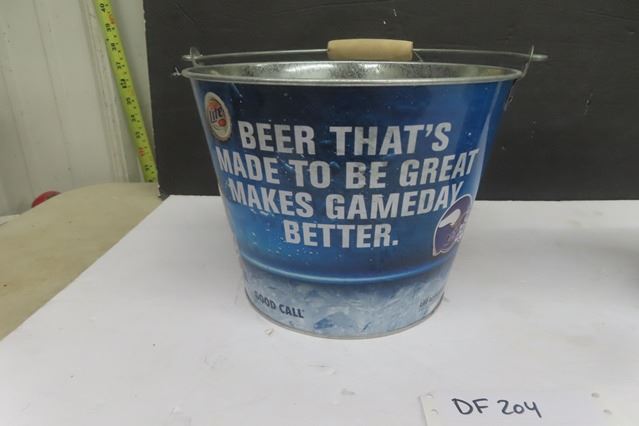 Lite
BEER THAT'S
MADE TO BE GREAT
MAKES GAMEDAY
BETTER.
GOOD CALL
DF 204